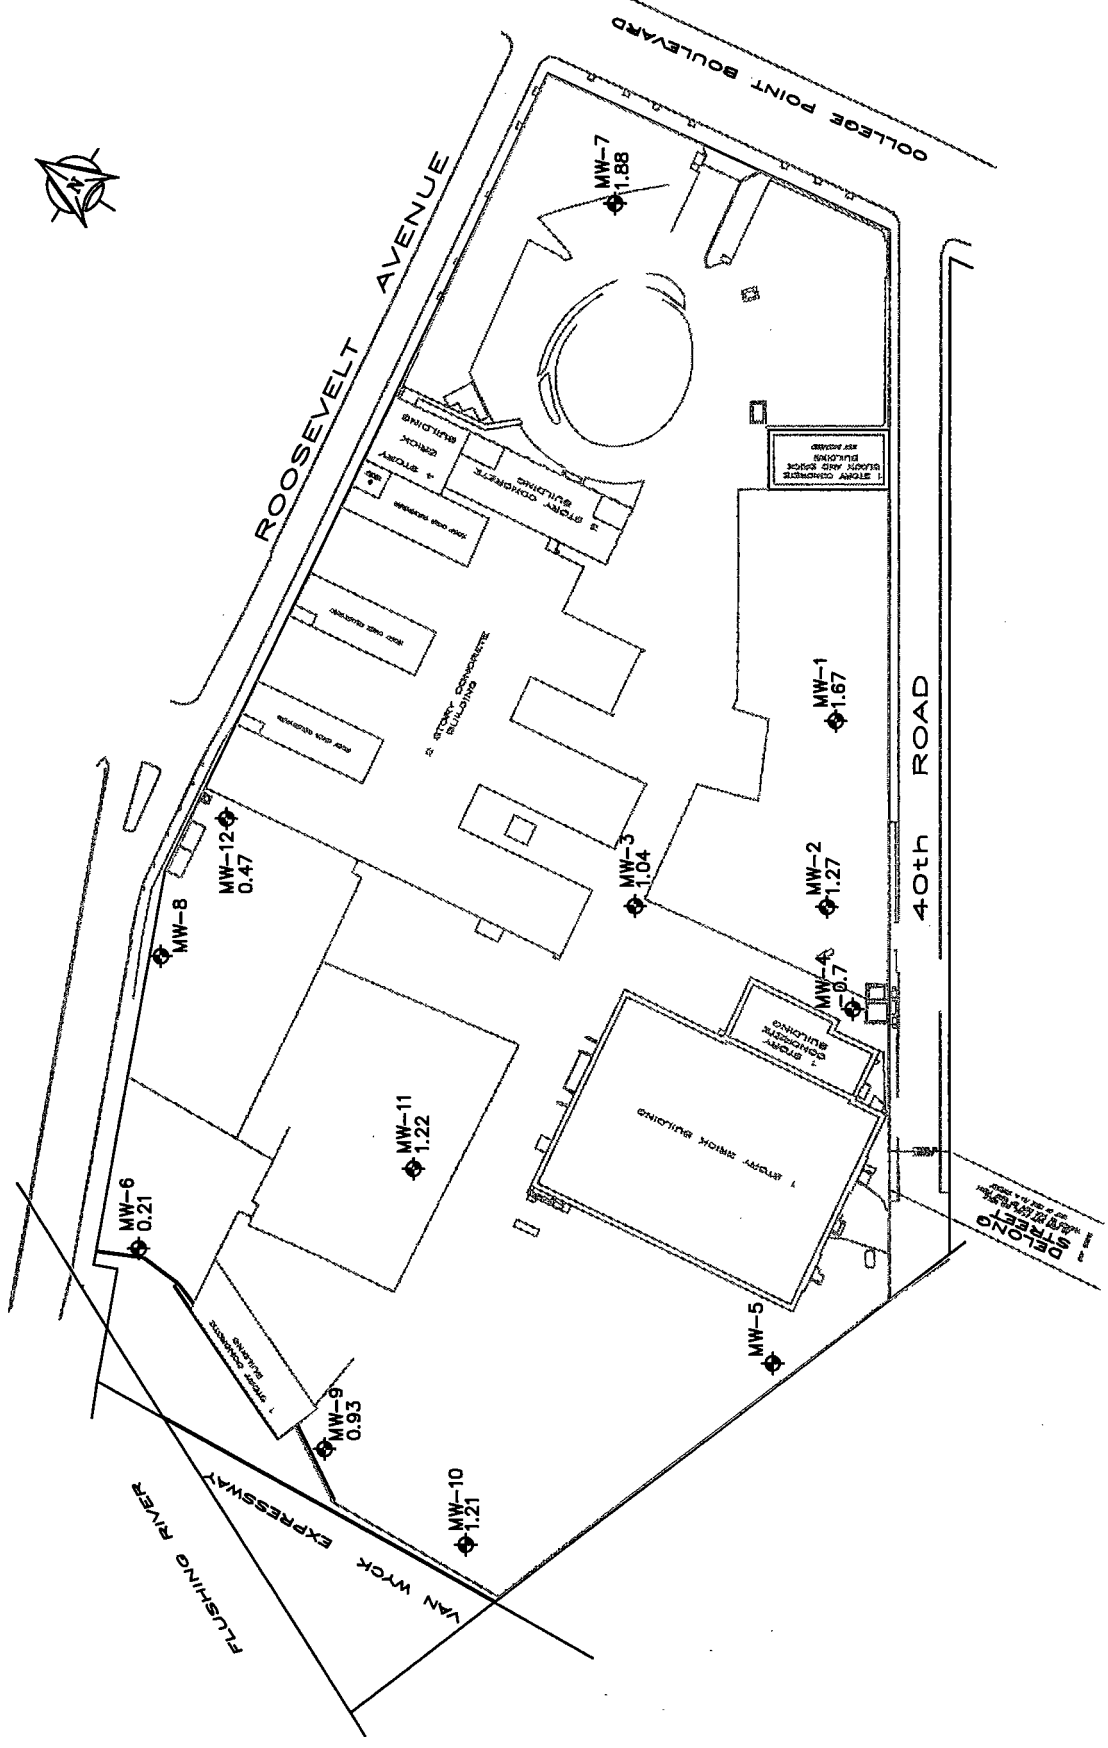 COLLEGE POINT BOULEVARD
N
ROOSEVELT AVENUE
MW-7
1.88
4 STORY
BRICK
BUILDING
3 STORY CONCRETE
BUILDING
1 STORY CONCRETE
BLOCK AND BRICK
BUILDING
2 STORY CONCRETE
BUILDING
MW-1
1.67
40th ROAD
MW-12
0.47
MW-8
MW-3
1.04
MW-2
1.27
MW-4
-0.7
1 STORY
CONCRETE
BUILDING
1 STORY BRICK BUILDING
MW-11
1.22
MW-6
0.21
DELONG
STREET
1 STORY CONCRETE
BUILDING
MW-5
MW-9
0.93
MW-10
1.21
VAN WYCK EXPRESSWAY
FLUSHING RIVER